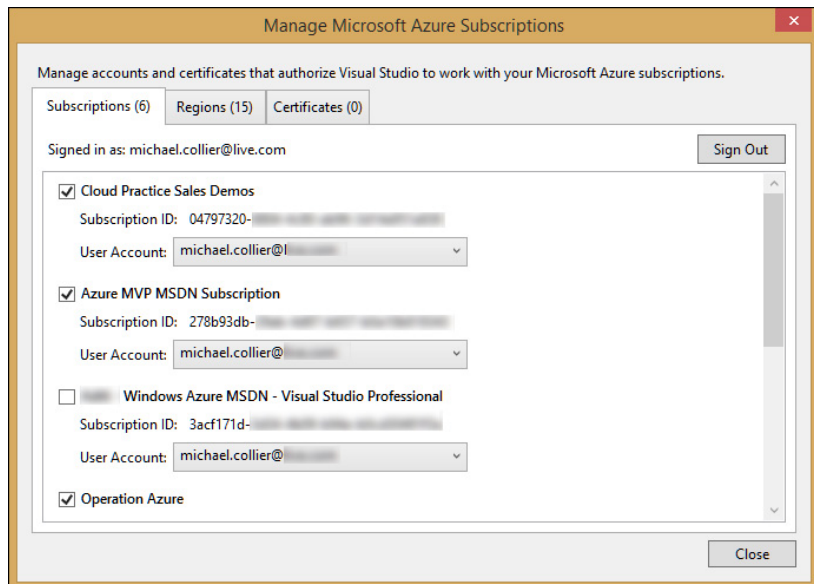 Manage Microsoft Azure Subscriptions
Manage accounts and certificates that authorize Visual Studio to work with your Microsoft Azure subscriptions.
Subscriptions (6) Regions (15) Certificates (0)
Signed in as: michael.collier@live.com Sign Out
Cloud Practice Sales Demos
Subscription ID: 04797320-
User Account: michael.collier@l
Azure MVP MSDN Subscription
Subscription ID: 278b93db-
User Account: michael.collier@
Windows Azure MSDN - Visual Studio Professional
Subscription ID: 3acf171d-
User Account: michael.collier@
Operation Azure
Close